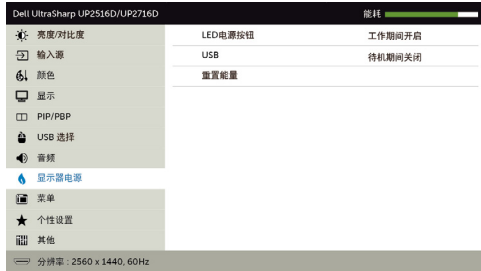 Dell UltraSharp UP2516D/UP2716D 能耗
亮度/对比度 LED电源按钮 工作期间开启
输入源 USB 待机期间关闭
颜色 重置能量
显示
PIP/PBP
USB 选择
音频
显示器电源
菜单
个性设置
其他
分辨率 : 2560 x 1440, 60Hz